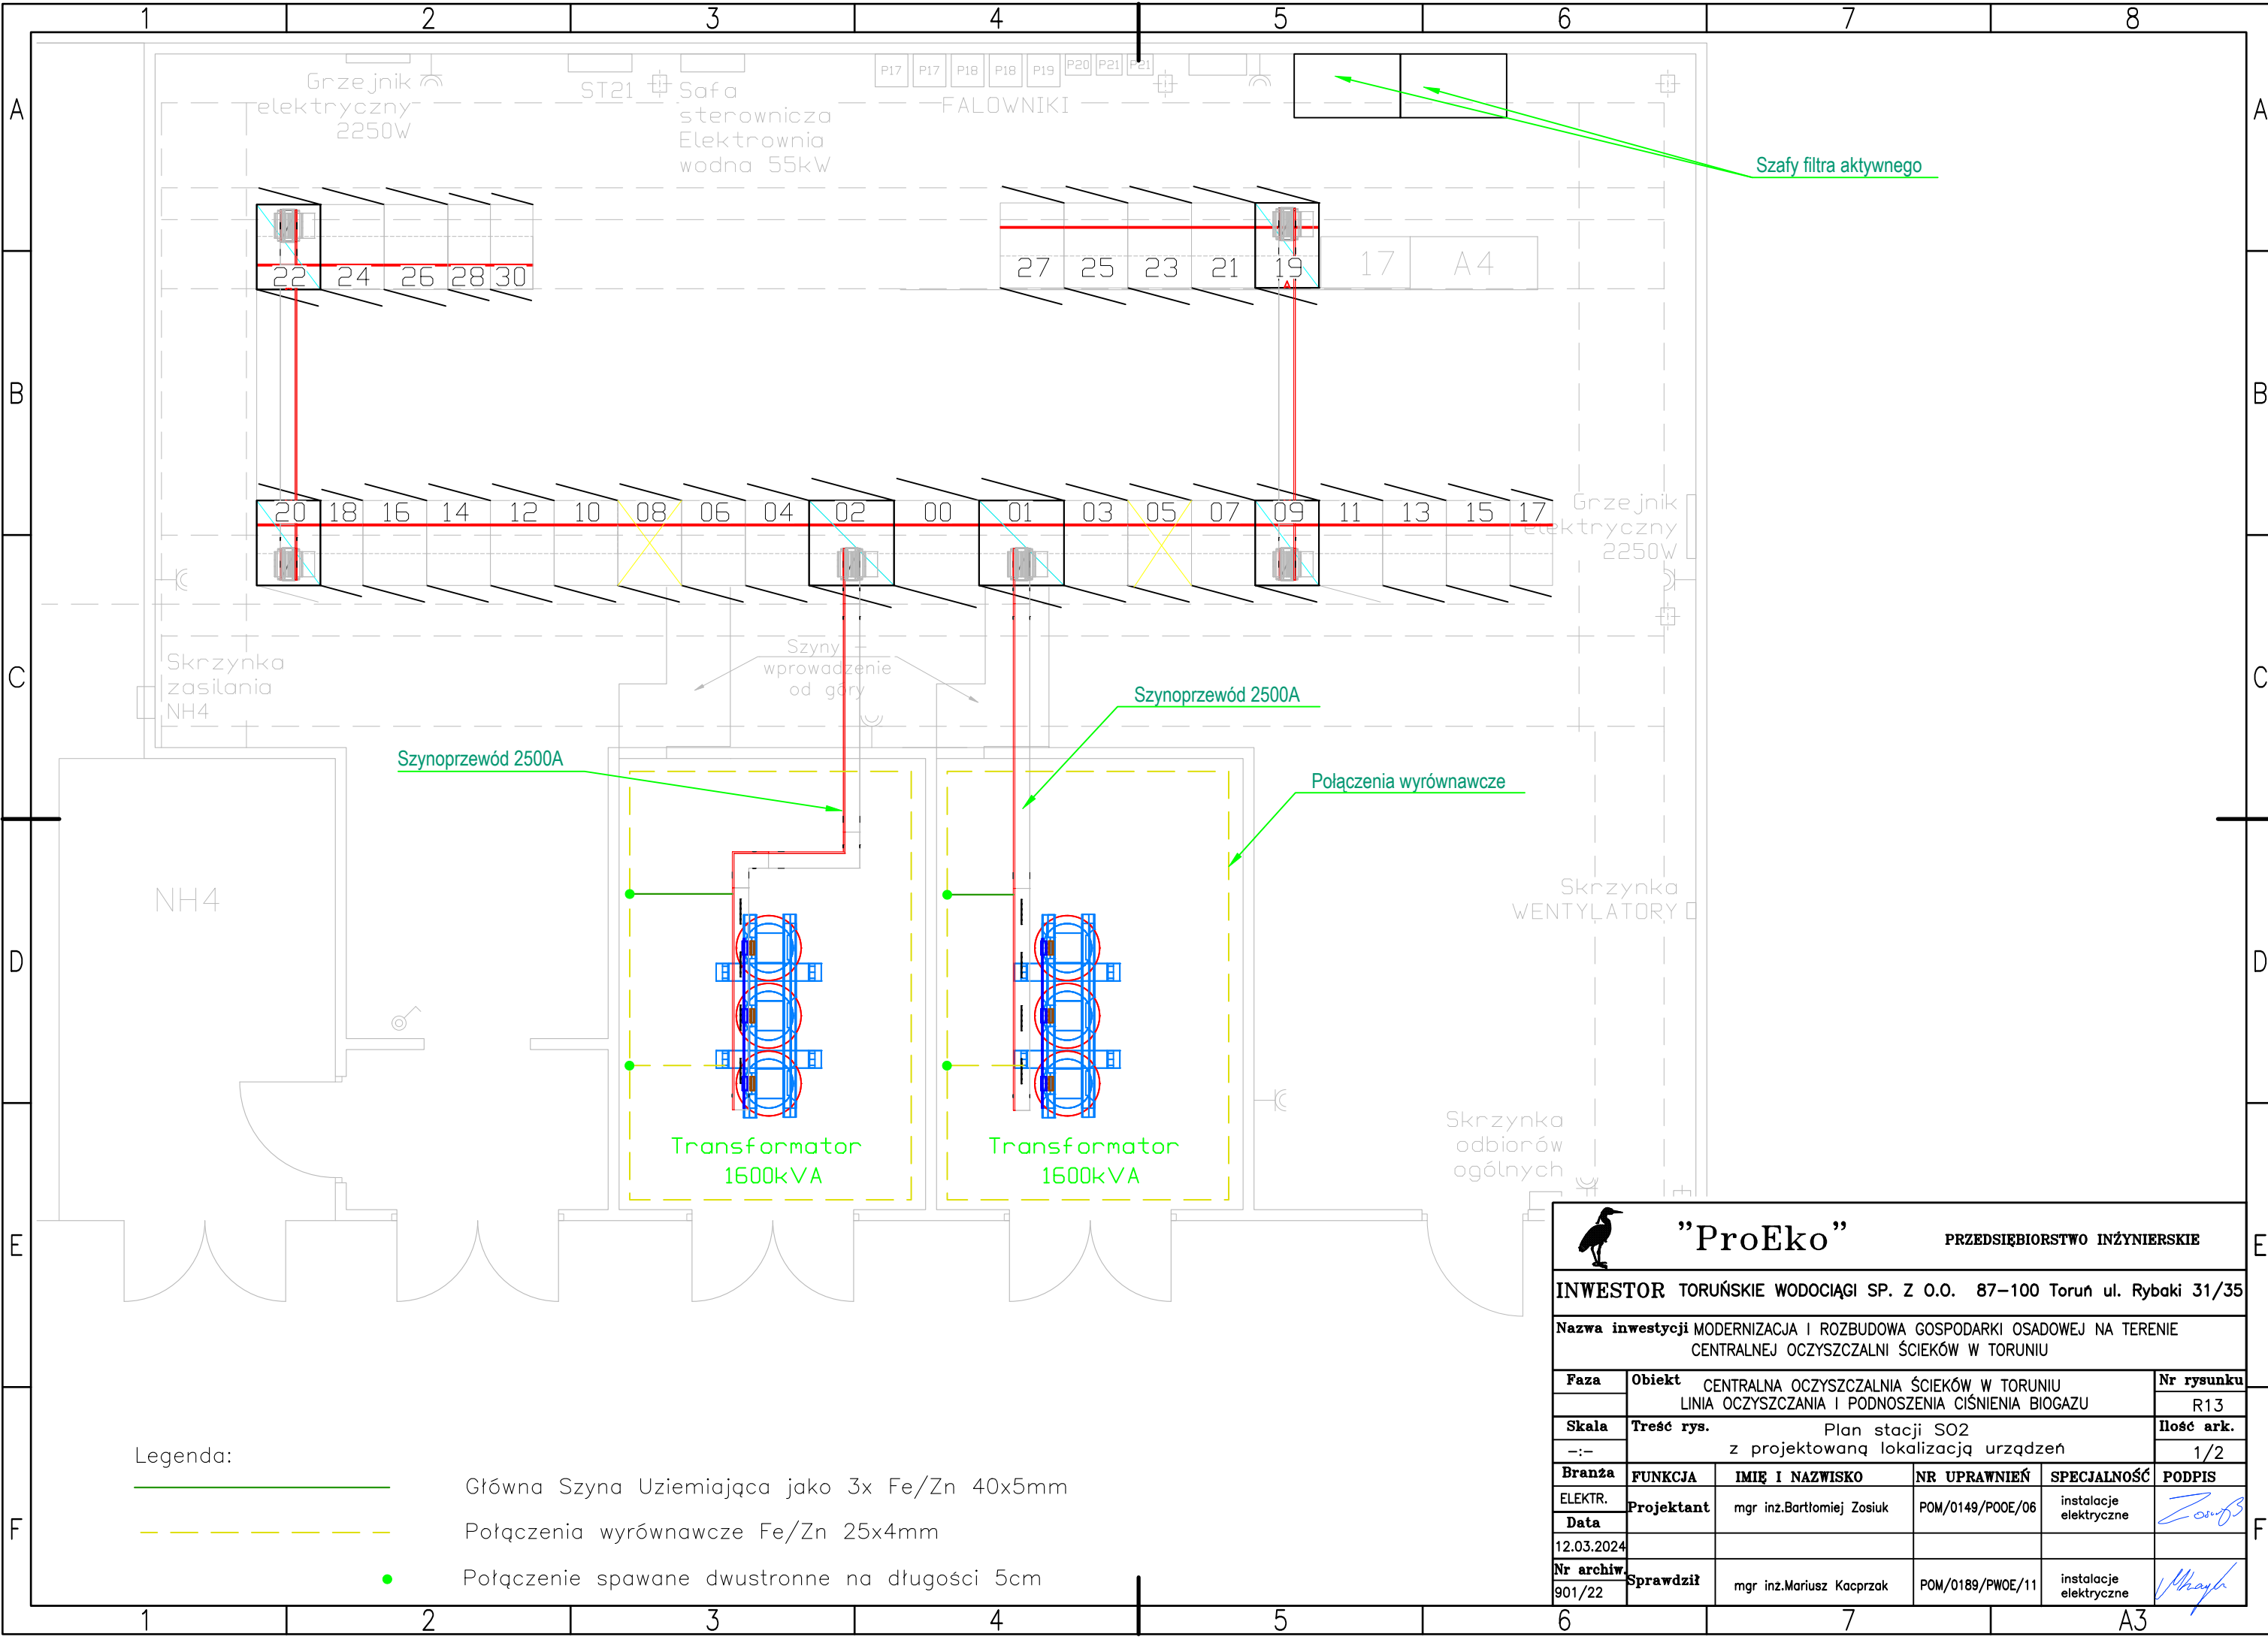 1 2 3 4 5 6 7 8
A A
B B
C C
D D
E E
F F
Grzejnik
elektryczny
2250W
ST21
Safa
sterownicza
Elektrownia
wodna 55kW
P17 P17 P18 P18 P19 P20 P21 P21
FALOWNIKI
Szafy filtra aktywnego
22 24 26 28 30
27 25 23 21 19 17 A4
20 18 16 14 12 10 08 06 04 02 00 01 03 05 07 09 11 13 15 17
Grzejnik
elektryczny
2250W
Skrzynka
zasilania
NH4
Szyny -
wprowadzenie
od góry
Szynoprzewód 2500A
Szynoprzewód 2500A
Połączenia wyrównawcze
NH4
Skrzynka
WENTYLATORY
Transformator
1600kVA
Transformator
1600kVA
Skrzynka
odbiorów
ogólnych
Legenda:
Główna Szyna Uziemiająca jako 3x Fe/Zn 40x5mm
Połączenia wyrównawcze Fe/Zn 25x4mm
Połączenie spawane dwustronne na długości 5cm
"ProEko" PRZEDSIĘBIORSTWO INŻYNIERSKIE
INWESTOR TORUŃSKIE WODOCIĄGI SP. Z O.O. 87-100 Toruń ul. Rybaki 31/35
Nazwa inwestycji MODERNIZACJA I ROZBUDOWA GOSPODARKI OSADOWEJ NA TERENIE
CENTRALNEJ OCZYSZCZALNI ŚCIEKÓW W TORUNIU
Faza Obiekt CENTRALNA OCZYSZCZALNIA ŚCIEKÓW W TORUNIU Nr rysunku
LINIA OCZYSZCZANIA I PODNOSZENIA CIŚNIENIA BIOGAZU R13
Skala Treść rys. Plan stacji SO2 Ilość ark.
-:- z projektowaną lokalizacją urządzeń 1/2
Branża FUNKCJA IMIĘ I NAZWISKO NR UPRAWNIEŃ SPECJALNOŚĆ PODPIS
ELEKTR. Projektant mgr inż.Bartłomiej Zosiuk POM/0149/POOE/06 instalacje elektryczne
Data
12.03.2024
Nr archiw. Sprawdził mgr inż.Mariusz Kacprzak POM/0189/PWOE/11 instalacje elektryczne
901/22
1 2 3 4 5 6 7 A3